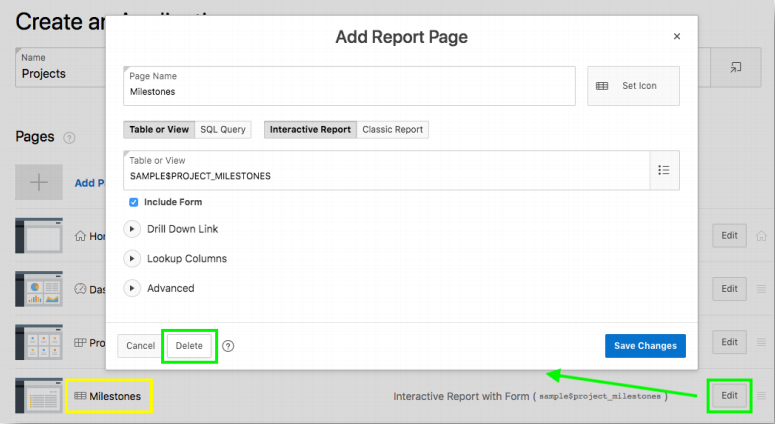 Create an
Add Report Page
×
Name
Projects
Page Name
Milestones
Set Icon
Table or View
SQL Query
Interactive Report
Classic Report
Pages ?
Table or View
SAMPLE$PROJECT_MILESTONES
Add P
Include Form
Drill Down Link
Hor
Edit
Lookup Columns
Das
Advanced
Edit
Cancel
Delete
?
Save Changes
Pro
Edit
Milestones
Interactive Report with Form ( sample$project_milestones )
Edit